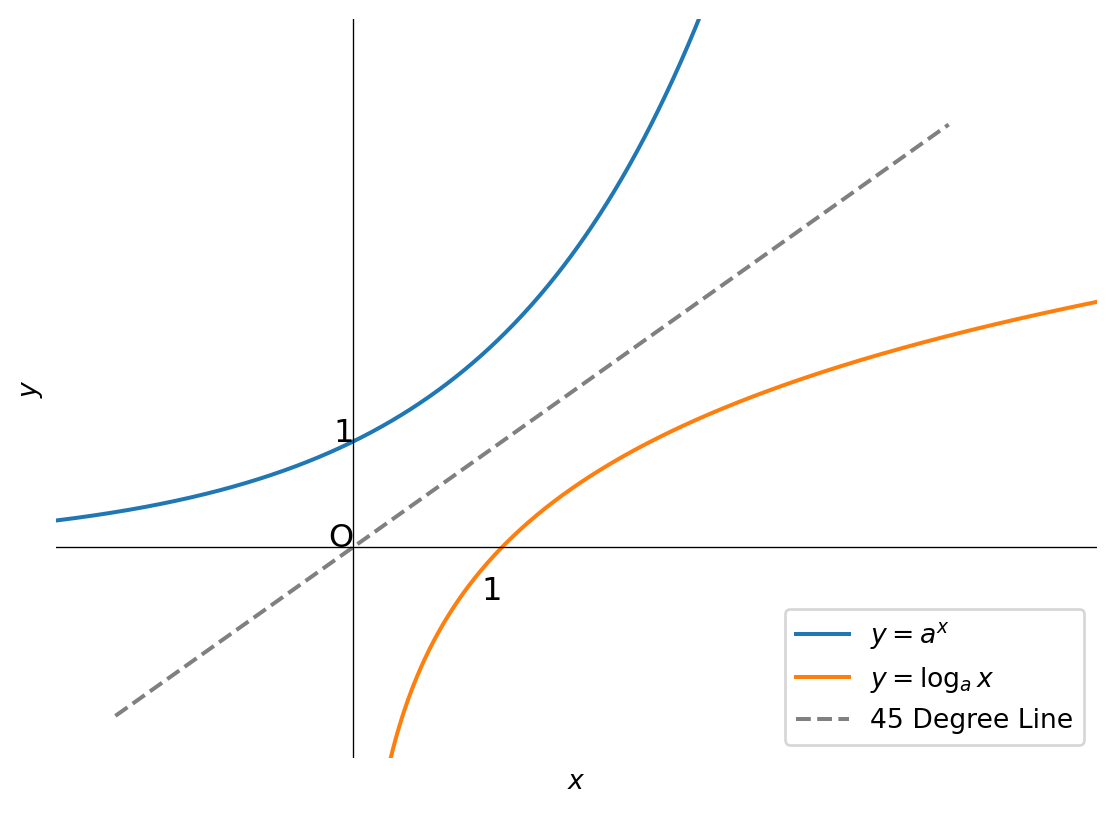 y
1
O
1
y = a^x
y = log_a x
45 Degree Line
x